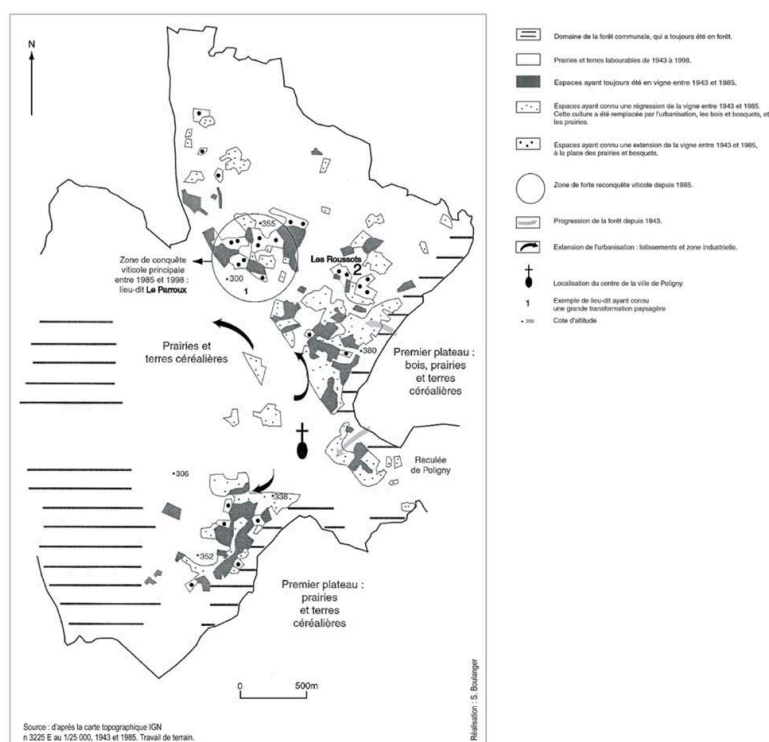 N
355
Les Roussots
2
Zone de conquête
viticole principale
entre 1985 et 1998 :
lieu-dit Le Parroux
300
1
Prairies et
terres céréalières
380
Premier plateau :
bois, prairies
et terres
céréalières
Reculée
de Poligny
306
338
352
Premier plateau :
prairies
et terres
céréalières
0
500m
Source : d'après la carte topographique IGN
n 3225 E au 1/25 000, 1943 et 1985. Travail de terrain.
Réalisation : S. Boulanger
Domaine de la forêt communale, qui a toujours été en forêt.
Prairies et terres labourables de 1943 à 1998.
Espaces ayant toujours été en vigne entre 1943 et 1985.
Espaces ayant connu une régression de la vigne entre 1943 et 1985.
Cette culture a été remplacée par l'urbanisation, les bois et bosquets, et
les prairies.
Espaces ayant connu une extension de la vigne entre 1943 et 1985,
à la place des prairies et bosquets.
Zone de forte reconquête viticole depuis 1985.
Progression de la forêt depuis 1943.
Extension de l'urbanisation : lotissements et zone industrielle.
Localisation du centre de la ville de Poligny
1
Exemple de lieu-dit ayant connu
une grande transformation paysagère
Cote d'altitude